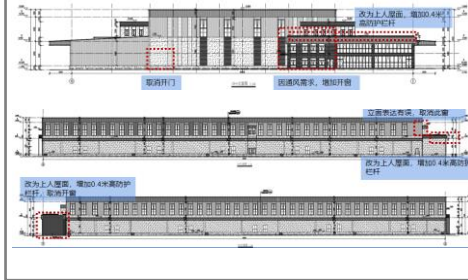 改为上人屋面，增加0.4米
高防护栏杆
取消开门
因通风需求，增加开窗
立面表达有误，取消此窗
改为上人屋面，增加0.4米高防护
栏杆
改为上人屋面，增加0.4米高防护
栏杆，取消开窗